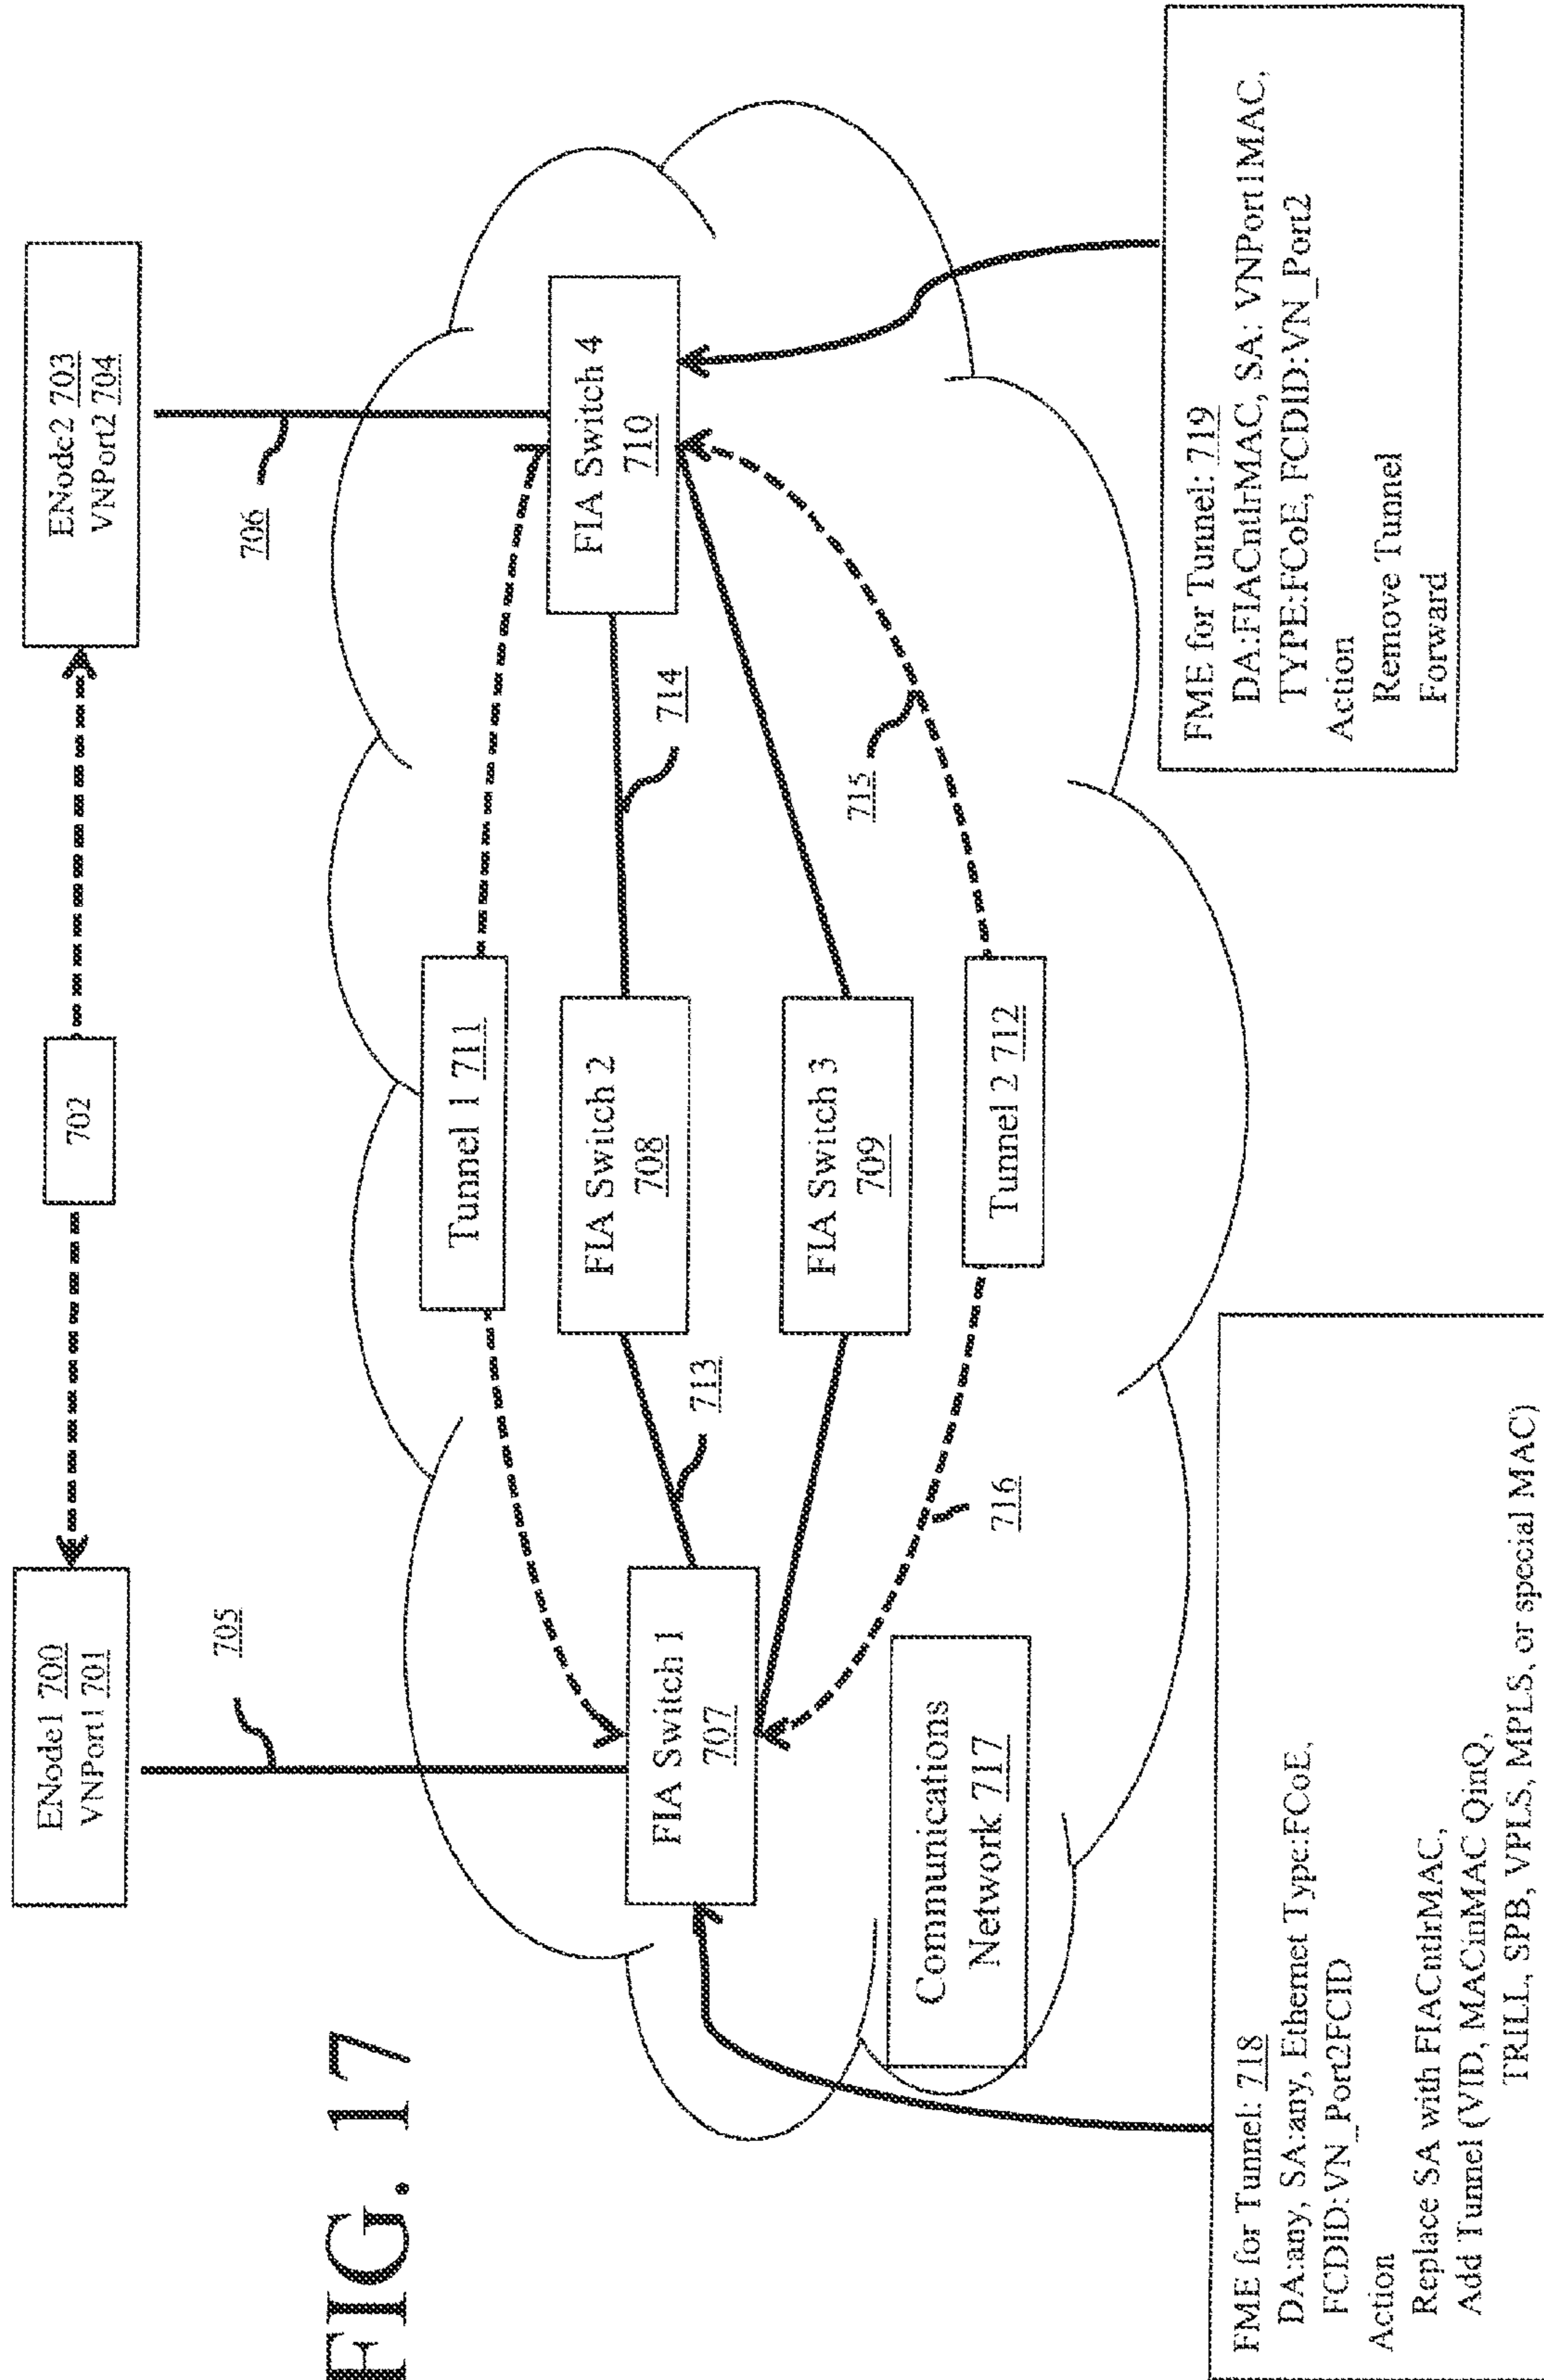 FIG. 17
ENode1 700
VNPort1 701
702
ENode2 703
VNPort2 704
705
706
Tunnel 1 711
FIA Switch 1
707
FIA Switch 2
708
FIA Switch 3
709
FIA Switch 4
710
713
714
715
716
Tunnel 2 712
Communications
Network 717
FME for Tunnel: 718
DA:any, SA:any, Ethernet Type:FCoE,
FCDID:VN_Port2FCID
Action
Replace SA with FIACntlrMAC,
Add Tunnel (VID, MACinMAC QinQ,
TRILL, SPB, VPLS, MPLS, or special MAC)
FME for Tunnel: 719
DA:FIACntlrMAC, SA: VNPort1MAC,
TYPE:FCoE, FCDID:VN_Port2
Action
Remove Tunnel
Forward